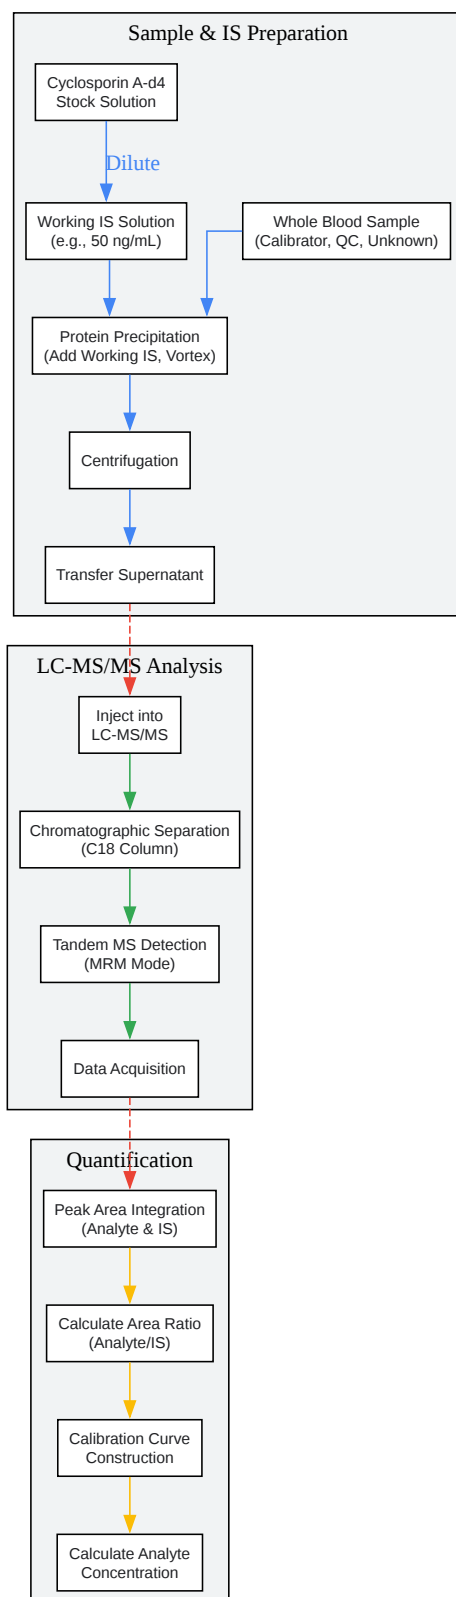 Sample & IS Preparation
Cyclosporin A-d4
Stock Solution
Dilute
Working IS Solution
(e.g., 50 ng/mL)
Whole Blood Sample
(Calibrator, QC, Unknown)
Protein Precipitation
(Add Working IS, Vortex)
Centrifugation
Transfer Supernatant
LC-MS/MS Analysis
Inject into
LC-MS/MS
Chromatographic Separation
(C18 Column)
Tandem MS Detection
(MRM Mode)
Data Acquisition
Quantification
Peak Area Integration
(Analyte & IS)
Calculate Area Ratio
(Analyte/IS)
Calibration Curve
Construction
Calculate Analyte
Concentration